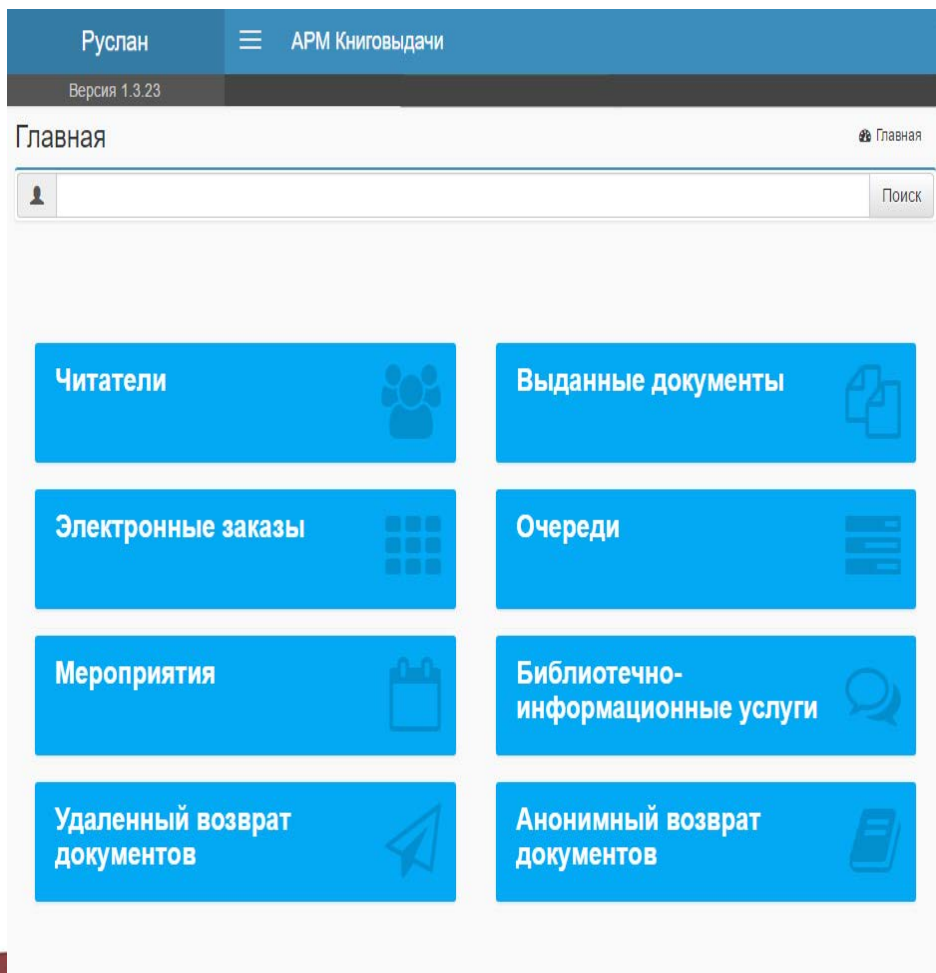 Руслан
АРМ Книговыдачи
Версия 1.3.23
Главная
Главная
Поиск
Читатели
Выданные документы
Электронные заказы
Очереди
Мероприятия
Библиотечно-
информационные услуги
Удаленный возврат
документов
Анонимный возврат
документов